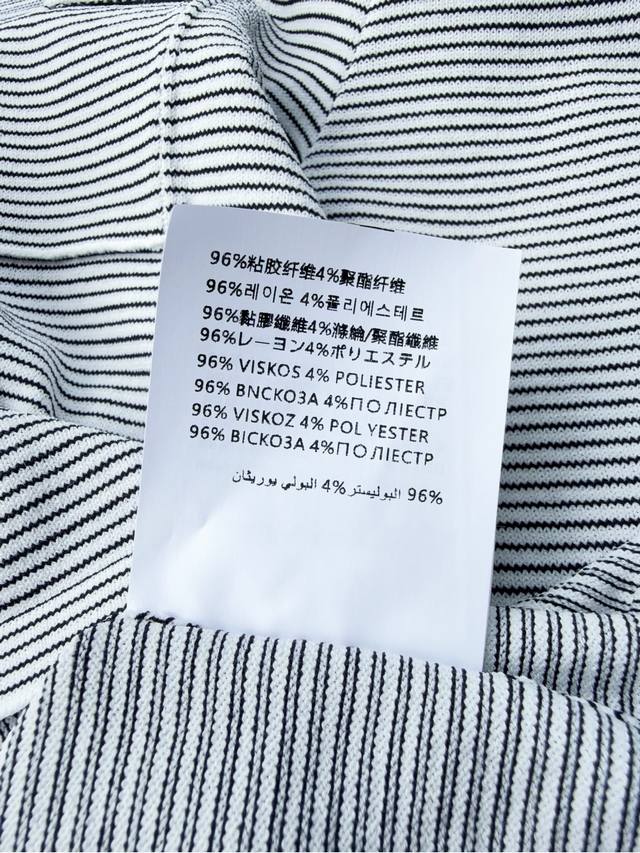 96%粘胶纤维4%聚酯纤维
96%레이온 4%폴리에스테르
96%黏膠纖維4%滌綸/聚酯纖維
96%レーヨン4%ポリエステル
96% VISKOS 4% POLIESTER
96% BNCKO3A 4%ПОЛІЕСТР
96% VISKOZ 4% POLYESTER
96% ВІСКОЗА 4%ПОЛІЕСТР
96% البوليستر 4% البولي يوريثان